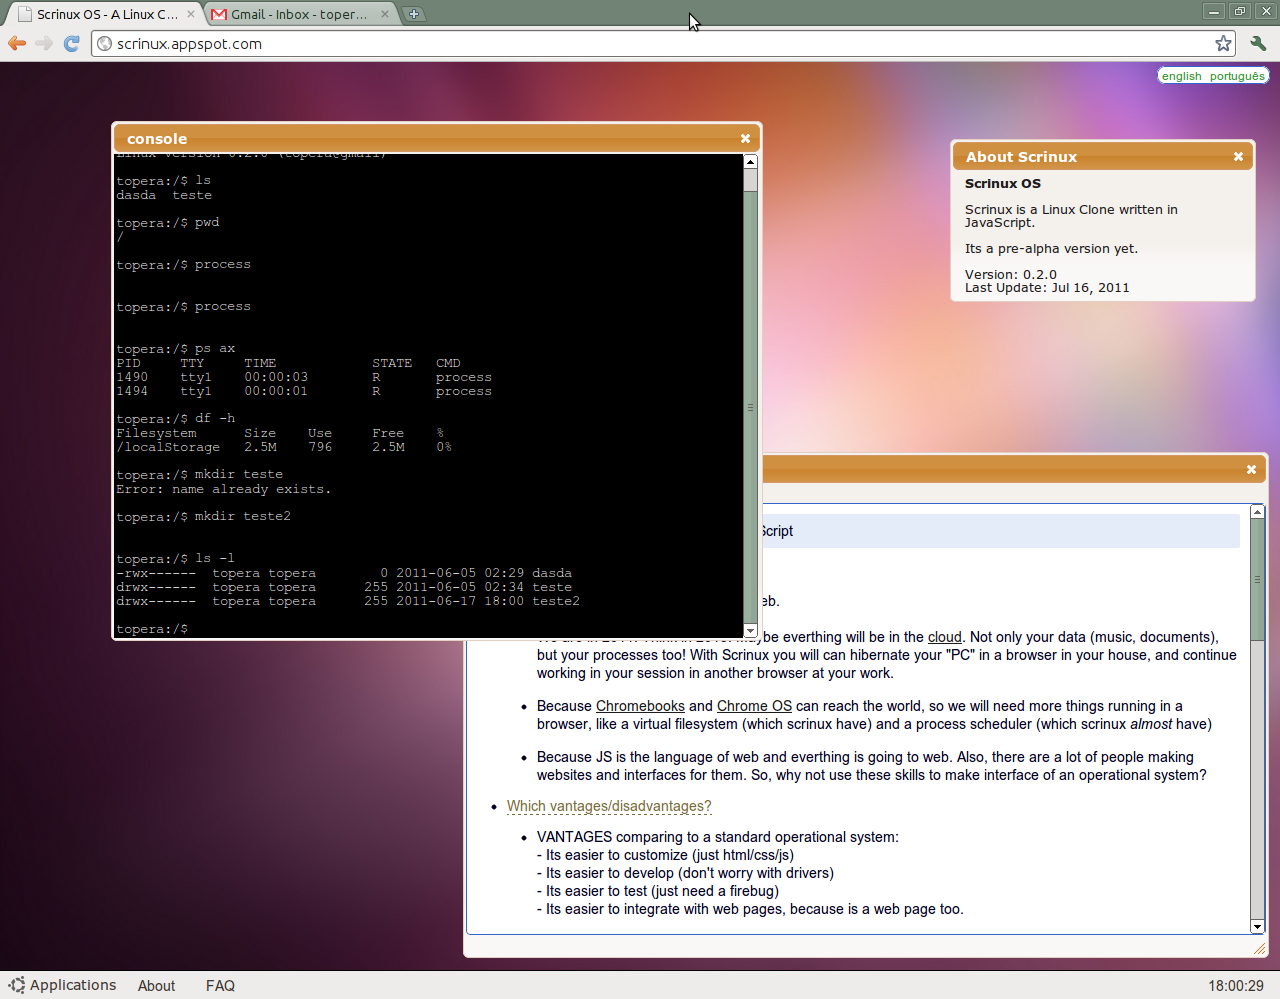 Scrinux OS - A Linux C...
Gmail - Inbox - toper...
scrinux.appspot.com
english português
console
Linux version 0.2.0 (topera@gmail)
topera:/$ ls
dasda teste
topera:/$ pwd
/
topera:/$ process
topera:/$ process
topera:/$ ps ax
PID TTY TIME STATE CMD
1490 tty1 00:00:03 R process
1494 tty1 00:00:01 R process
topera:/$ df -h
Filesystem Size Use Free %
/localStorage 2.5M 796 2.5M 0%
topera:/$ mkdir teste
Error: name already exists.
topera:/$ mkdir teste2
topera:/$ ls -l
-rwx------ topera topera 0 2011-06-05 02:29 dasda
drwx------ topera topera 255 2011-06-05 02:34 teste
drwx------ topera topera 255 2011-06-17 18:00 teste2
topera:/$
About Scrinux
Scrinux OS
Scrinux is a Linux Clone written in
JavaScript.
Its a pre-alpha version yet.
Version: 0.2.0
Last Update: Jul 16, 2011
Script
eb.
everthing will be in the cloud. Not only your data (music, documents),
but your processes too! With Scrinux you will can hibernate your "PC" in a browser in your house, and continue
working in your session in another browser at your work.
• Because Chromebooks and Chrome OS can reach the world, so we will need more things running in a
browser, like a virtual filesystem (which scrinux have) and a process scheduler (which scrinux almost have)
• Because JS is the language of web and everthing is going to web. Also, there are a lot of people making
websites and interfaces for them. So, why not use these skills to make interface of an operational system?
• Which vantages/disadvantages?
• VANTAGES comparing to a standard operational system:
- Its easier to customize (just html/css/js)
- Its easier to develop (don't worry with drivers)
- Its easier to test (just need a firebug)
- Its easier to integrate with web pages, because is a web page too.
Applications About FAQ 18:00:29